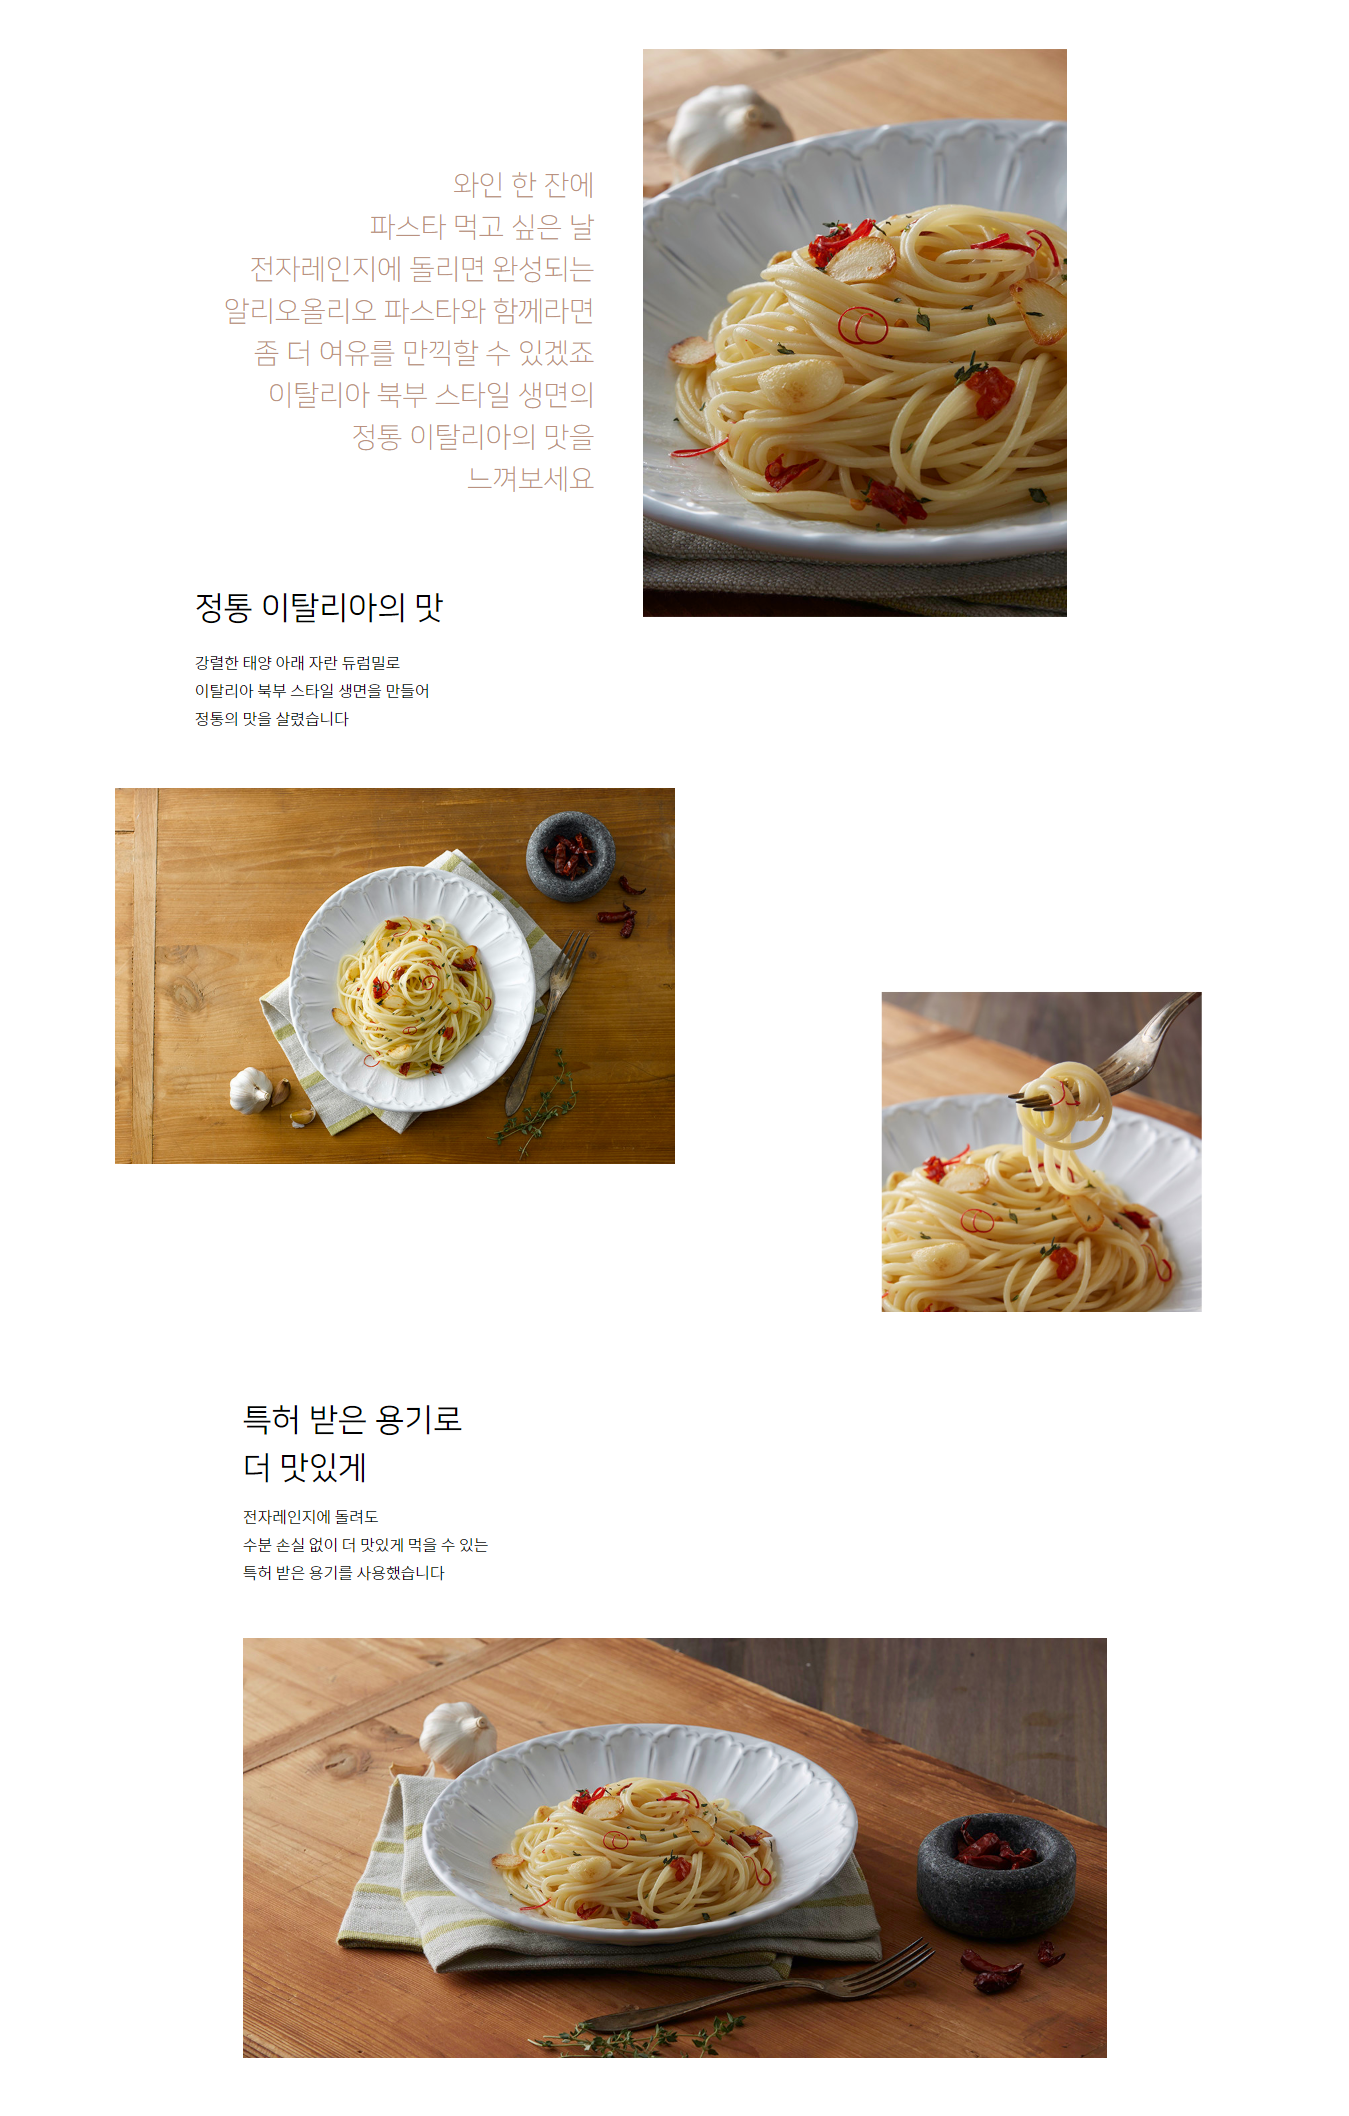 와인 한 잔에
파스타 먹고 싶은 날
전자레인지에 돌리면 완성되는
알리오올리오 파스타와 함께라면
좀 더 여유를 만끽할 수 있겠죠
이탈리아 북부 스타일 생면의
정통 이탈리아의 맛을
느껴보세요
정통 이탈리아의 맛
강렬한 태양 아래 자란 듀럼밀로
이탈리아 북부 스타일 생면을 만들어
정통의 맛을 살렸습니다
특허 받은 용기로
더 맛있게
전자레인지에 돌려도
수분 손실 없이 더 맛있게 먹을 수 있는
특허 받은 용기를 사용했습니다